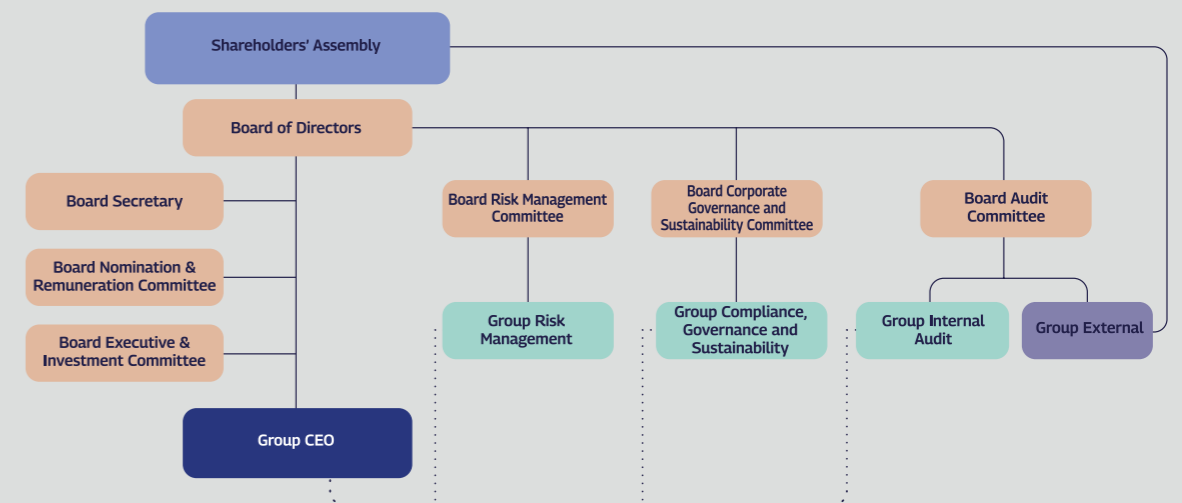 Shareholders' Assembly
Board of Directors
Board Secretary
Board Risk Management
Committee
Board Corporate
Governance and
Sustainability Committee
Board Audit
Committee
Board Nomination &
Remuneration Committee
Group Risk
Management
Group Compliance,
Governance and
Sustainability
Group Internal
Audit
Group External
Board Executive &
Investment Committee
Group CEO